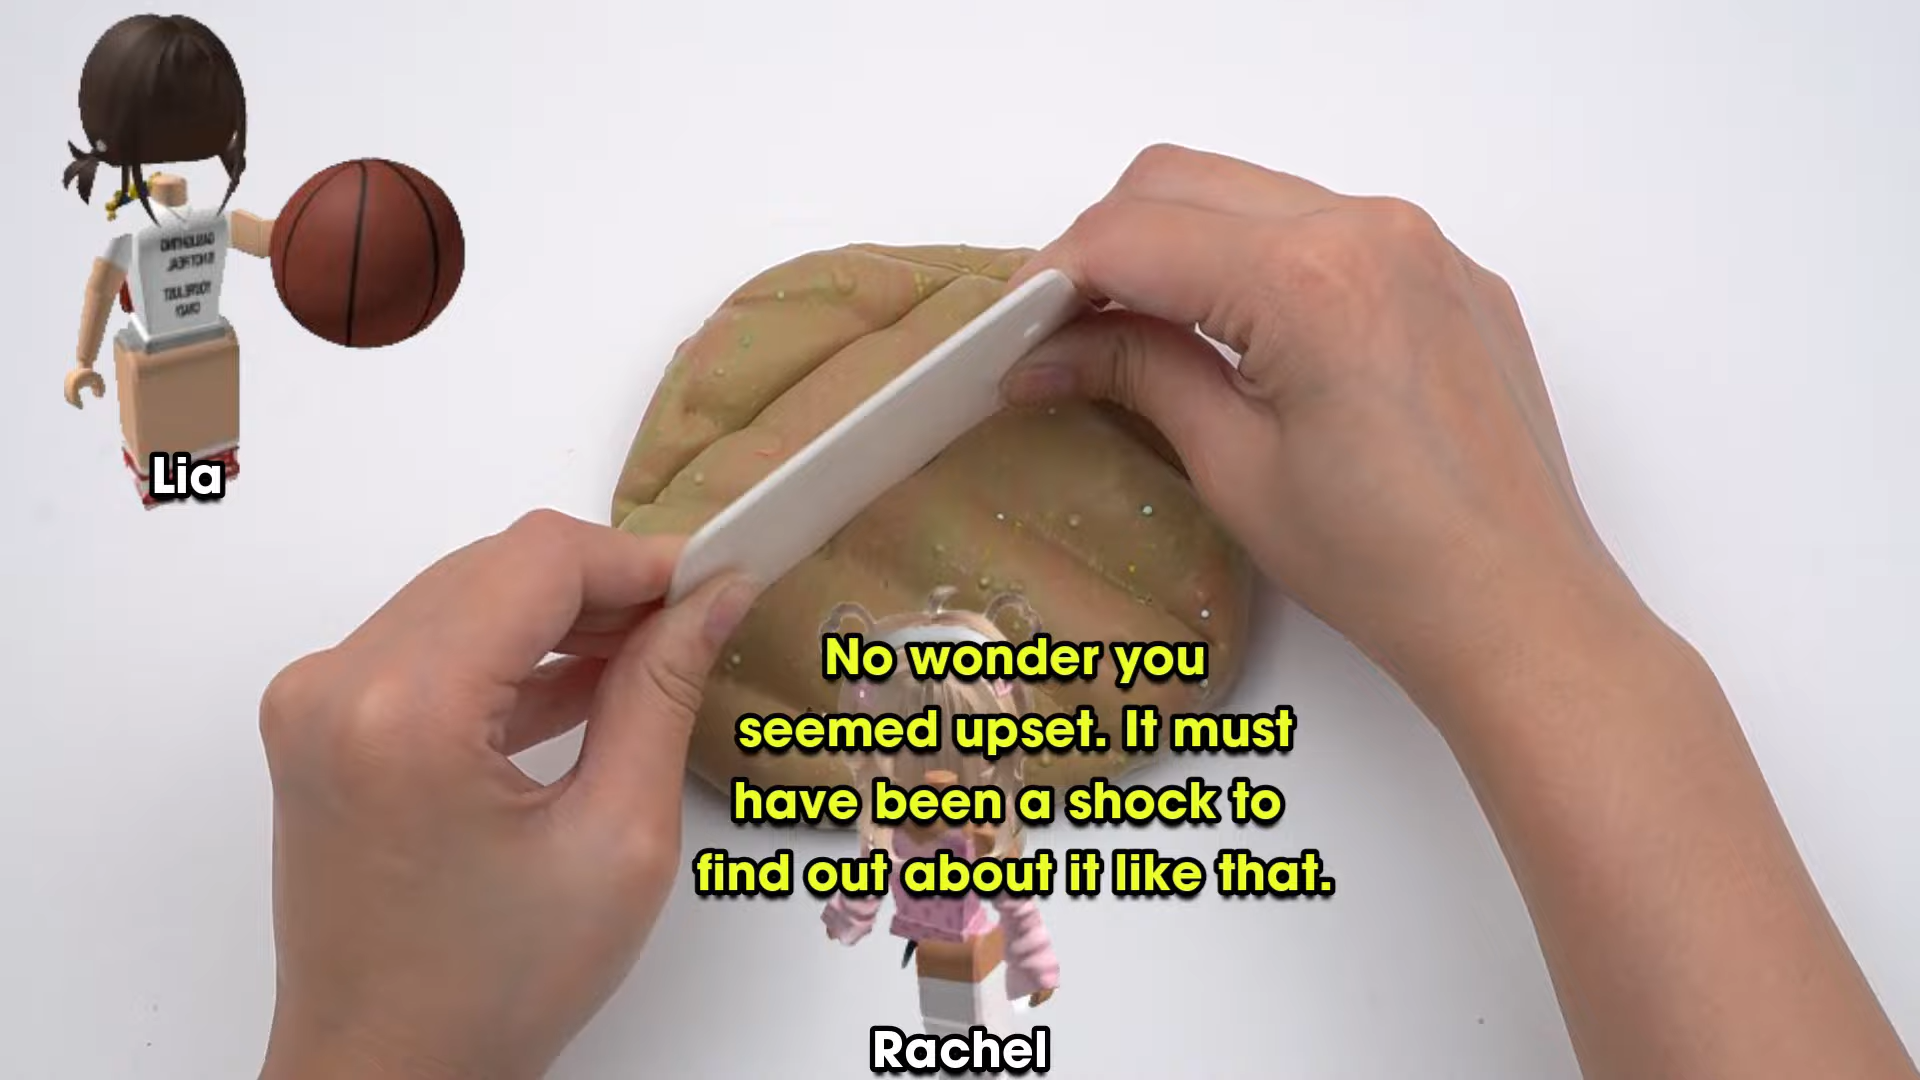 Lia
No wonder you
seemed upset. It must
have been a shock to
find out about it like that.
Rachel